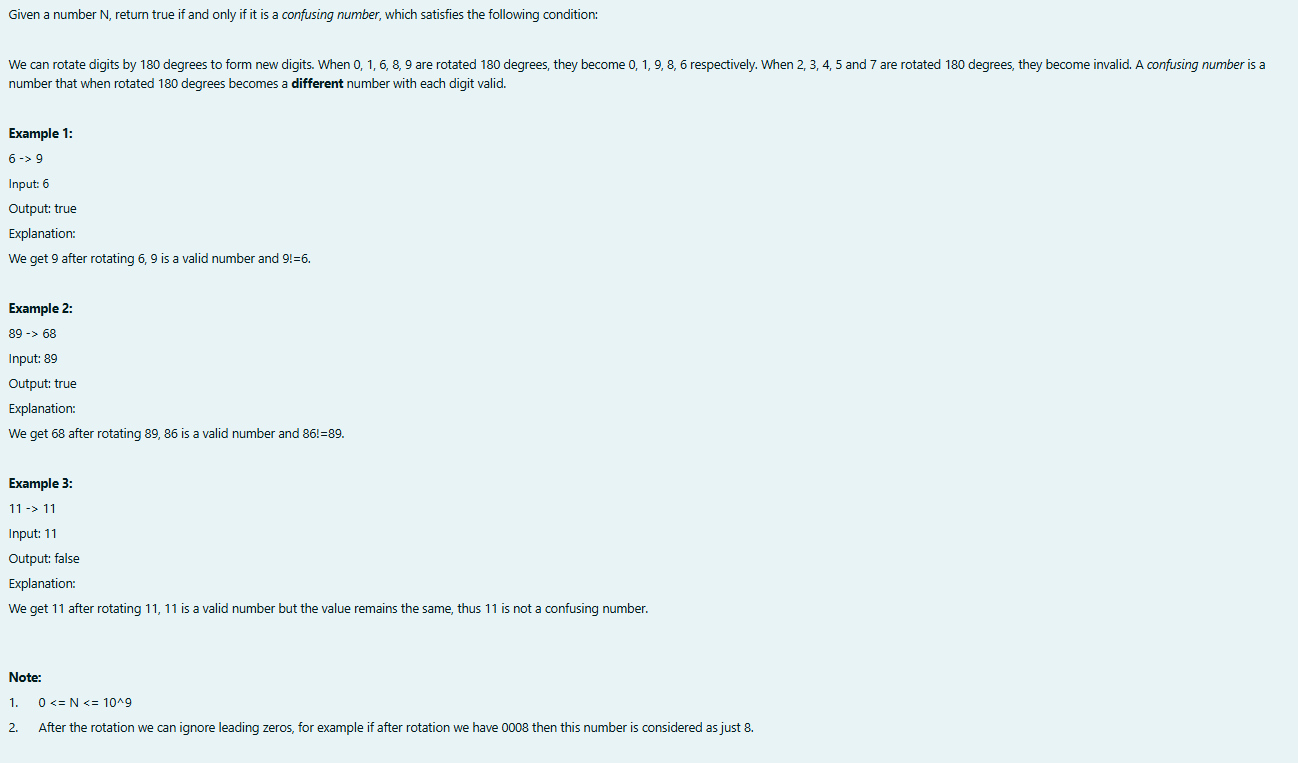 Given a number N, return true if and only if it is a confusing number, which satisfies the following condition:
We can rotate digits by 180 degrees to form new digits. When 0, 1, 6, 8, 9 are rotated 180 degrees, they become 0, 1, 9, 8, 6 respectively. When 2, 3, 4, 5 and 7 are rotated 180 degrees, they become invalid. A confusing number is a
number that when rotated 180 degrees becomes a different number with each digit valid.
Example 1:
6 -> 9
Input: 6
Output: true
Explanation:
We get 9 after rotating 6, 9 is a valid number and 9!=6.
Example 2:
89 -> 68
Input: 89
Output: true
Explanation:
We get 68 after rotating 89, 86 is a valid number and 86!=89.
Example 3:
11 -> 11
Input: 11
Output: false
Explanation:
We get 11 after rotating 11, 11 is a valid number but the value remains the same, thus 11 is not a confusing number.
Note:
1. 0 <= N <= 10^9
2. After the rotation we can ignore leading zeros, for example if after rotation we have 0008 then this number is considered as just 8.